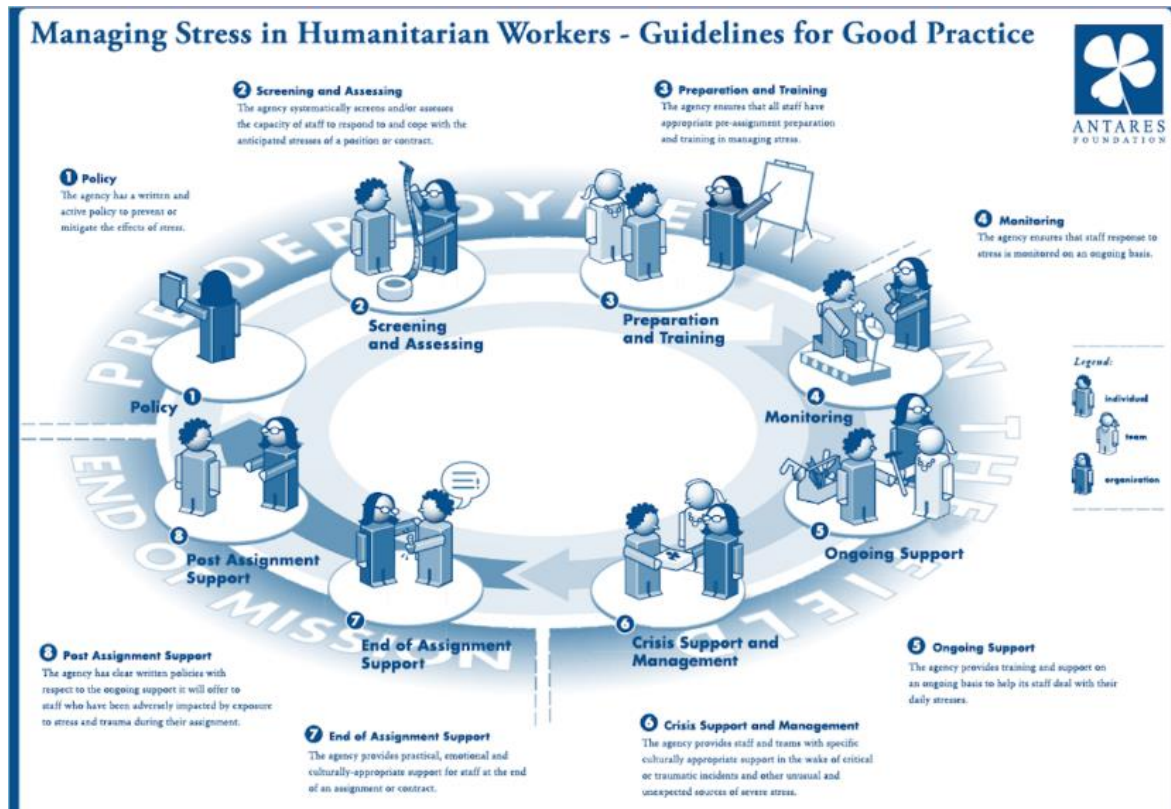 Managing Stress in Humanitarian Workers - Guidelines for Good Practice
ANTARES
FOUNDATION
2 Screening and Assessing
The agency systematically screens and/or assesses
the capacity of staff to respond to and cope with the
anticipated stresses of a position or contract.
3 Preparation and Training
The agency ensures that all staff have
appropriate pre-assignment preparation
and training in managing stress.
1 Policy
The agency has a written and
active policy to prevent or
mitigate the effects of stress.
4 Monitoring
The agency ensures that staff response to
stress is monitored on an ongoing basis.
PRE DEPLOYMENT
IN THE FIELD
END OF MISSION
1
Policy
2
Screening
and Assessing
3
Preparation
and Training
4
Monitoring
5
Ongoing Support
6
Crisis Support and
Management
7
End of Assignment
Support
8
Post Assignment
Support
Legend:
individual
team
organization
8 Post Assignment Support
The agency has clear written policies with
respect to the ongoing support it will offer to
staff who have been adversely impacted by exposure
to stress and trauma during their assignment.
7 End of Assignment Support
The agency provides practical, emotional and
culturally-appropriate support for staff at the end
of an assignment or contract.
6 Crisis Support and Management
The agency provides staff and teams with specific
culturally appropriate support in the wake of critical
or traumatic incidents and other unusual and
unexpected sources of severe stress.
5 Ongoing Support
The agency provides training and support on
an ongoing basis to help its staff deal with their
daily stresses.